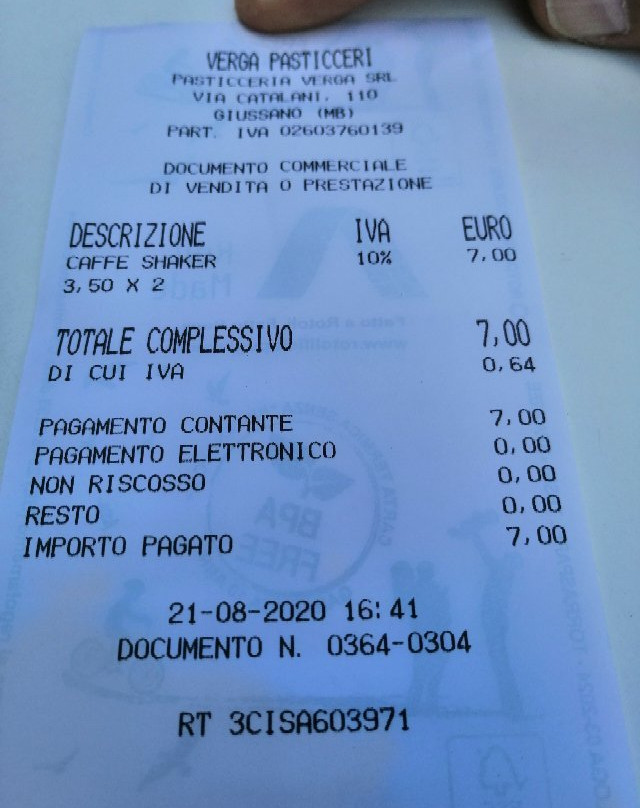 VERGA PASTICCERI
PASTICCERIA VERGA SRL
VIA CATALANI, 110
GIUSSANO (MB)
PART. IVA 02603760139
DOCUMENTO COMMERCIALE
DI VENDITA O PRESTAZIONE
DESCRIZIONE IVA EURO
CAFFE SHAKER 10% 7,00
3,50 X 2
TOTALE COMPLESSIVO 7,00
DI CUI IVA 0,64
PAGAMENTO CONTANTE 7,00
PAGAMENTO ELETTRONICO 0,00
NON RISCOSSO 0,00
RESTO 0,00
IMPORTO PAGATO 7,00
21-08-2020 16:41
DOCUMENTO N. 0364-0304
RT 3CISA603971
BPA
FREE